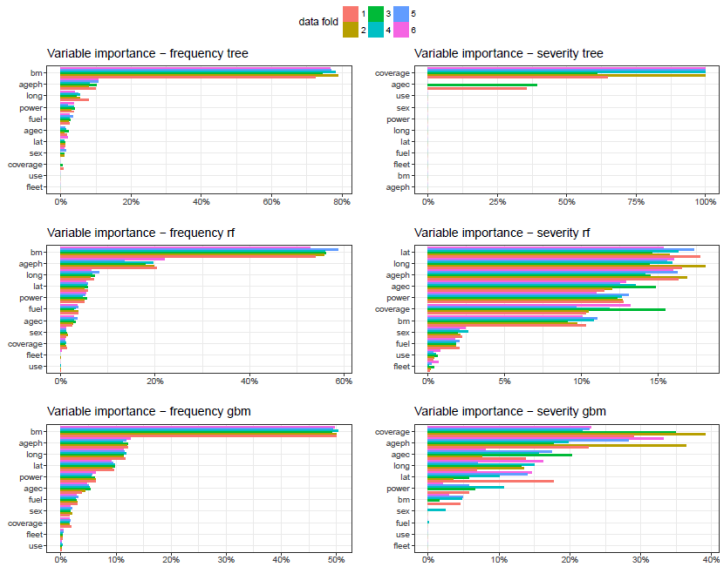 data fold 1 3 5
2 4 6
Variable importance − frequency tree
bm
ageph
long
power
fuel
agec
lat
sex
coverage
use
fleet
0% 20% 40% 60% 80%
Variable importance − severity tree
coverage
agec
use
sex
power
long
lat
fuel
fleet
bm
ageph
0% 25% 50% 75% 100%
Variable importance − frequency rf
bm
ageph
long
lat
power
fuel
agec
sex
coverage
fleet
use
0% 20% 40% 60%
Variable importance − severity rf
lat
long
ageph
agec
power
coverage
bm
sex
fuel
use
fleet
0% 5% 10% 15%
Variable importance − frequency gbm
bm
ageph
long
lat
power
agec
fuel
sex
coverage
fleet
use
0% 10% 20% 30% 40% 50%
Variable importance − severity gbm
coverage
ageph
agec
long
lat
power
bm
sex
fuel
use
fleet
0% 10% 20% 30% 40%